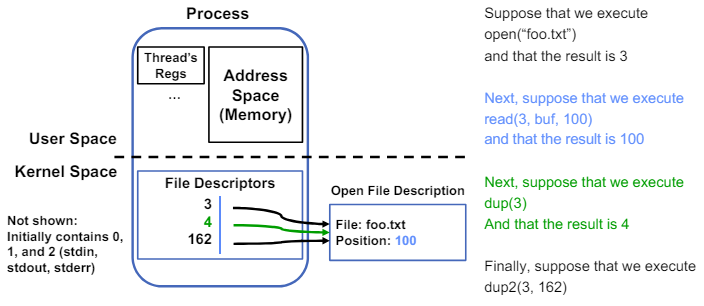 Process
Thread's
Regs
...
Address
Space
(Memory)
User Space
Kernel Space
File Descriptors
3
4
162
Not shown:
Initially contains 0,
1, and 2 (stdin,
stdout, stderr)
Open File Description
File: foo.txt
Position: 100
Suppose that we execute
open("foo.txt")
and that the result is 3
Next, suppose that we execute
read(3, buf, 100)
and that the result is 100
Next, suppose that we execute
dup(3)
And that the result is 4
Finally, suppose that we execute
dup2(3, 162)